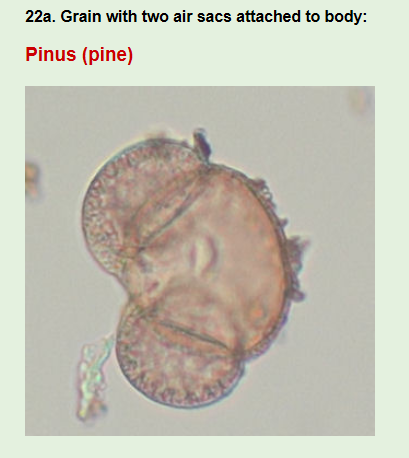 22a. Grain with two air sacs attached to body:
Pinus (pine)